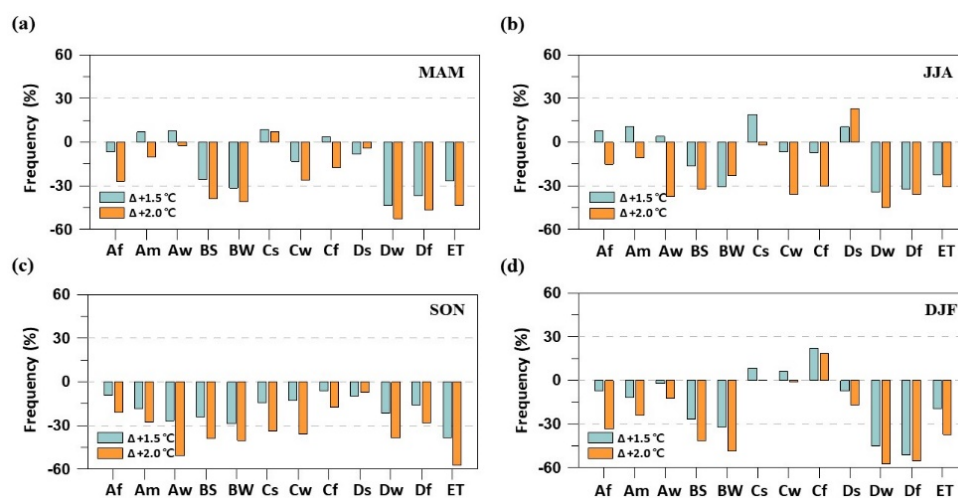 (a)
MAM
Frequency (%)
60
30
0
-30
-60
Δ +1.5 ℃
Δ +2.0 ℃
Af Am Aw BS BW Cs Cw Cf Ds Dw Df ET
(b)
JJA
Frequency (%)
60
30
0
-30
-60
Δ +1.5 ℃
Δ +2.0 ℃
Af Am Aw BS BW Cs Cw Cf Ds Dw Df ET
(c)
SON
Frequency (%)
60
30
0
-30
-60
Δ +1.5 ℃
Δ +2.0 ℃
Af Am Aw BS BW Cs Cw Cf Ds Dw Df ET
(d)
DJF
Frequency (%)
60
30
0
-30
-60
Δ +1.5 ℃
Δ +2.0 ℃
Af Am Aw BS BW Cs Cw Cf Ds Dw Df ET